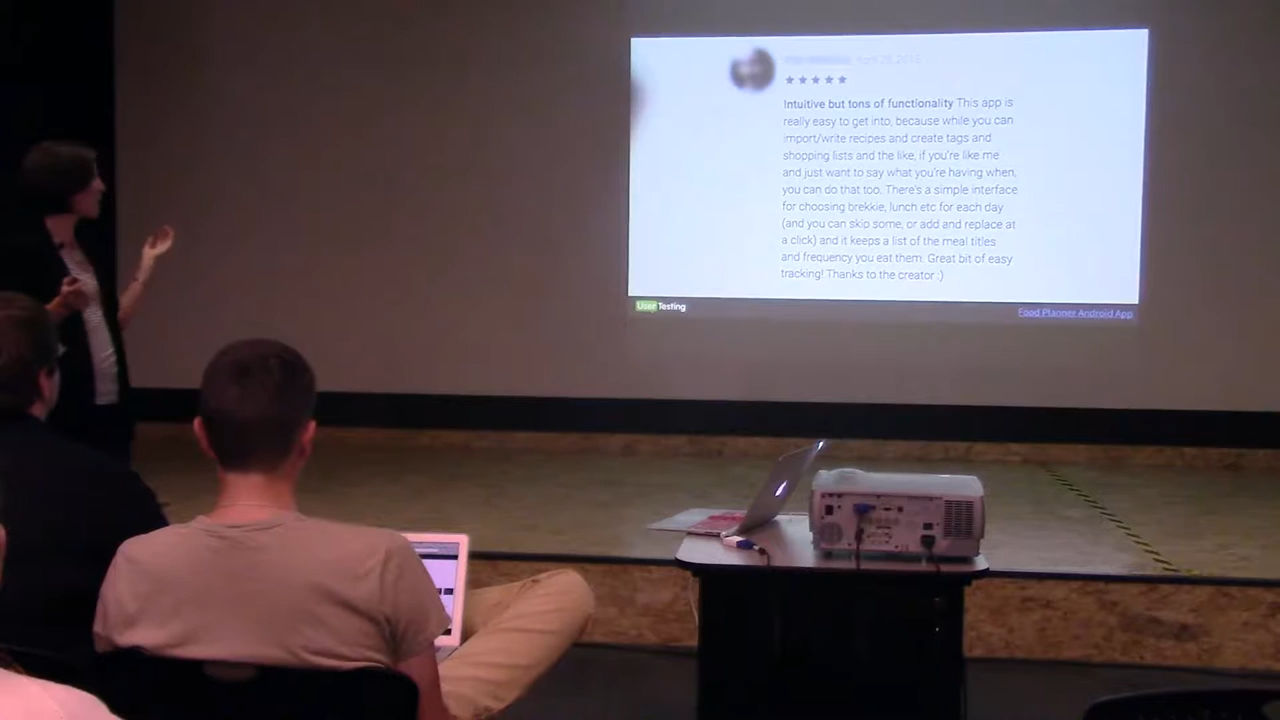 ★★★★★
Intuitive but tons of functionality This app is
really easy to get into, because while you can
import/write recipes and create tags and
shopping lists and the like, if you're like me
and just want to say what you're having when,
you can do that too. There's a simple interface
for choosing brekkie, lunch etc for each day
(and you can skip some, or add and replace at
a click) and it keeps a list of the meal titles
and frequency you eat them. Great bit of easy
tracking! Thanks to the creator :)
UserTesting
Food Planner Android App